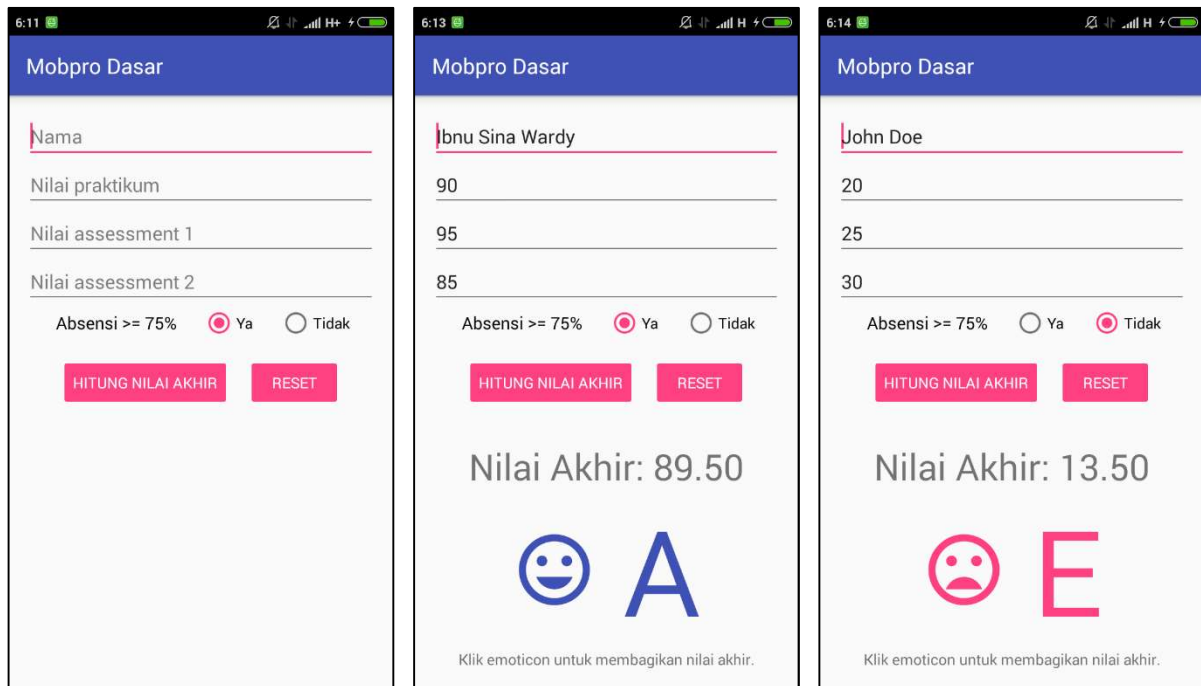 6:11
H+
Mobpro Dasar
Nama
Nilai praktikum
Nilai assessment 1
Nilai assessment 2
Absensi >= 75% Ya Tidak
HITUNG NILAI AKHIR RESET
6:13
H
Mobpro Dasar
Ibnu Sina Wardy
90
95
85
Absensi >= 75% Ya Tidak
HITUNG NILAI AKHIR RESET
Nilai Akhir: 89.50
A
Klik emoticon untuk membagikan nilai akhir.
6:14
H
Mobpro Dasar
John Doe
20
25
30
Absensi >= 75% Ya Tidak
HITUNG NILAI AKHIR RESET
Nilai Akhir: 13.50
E
Klik emoticon untuk membagikan nilai akhir.